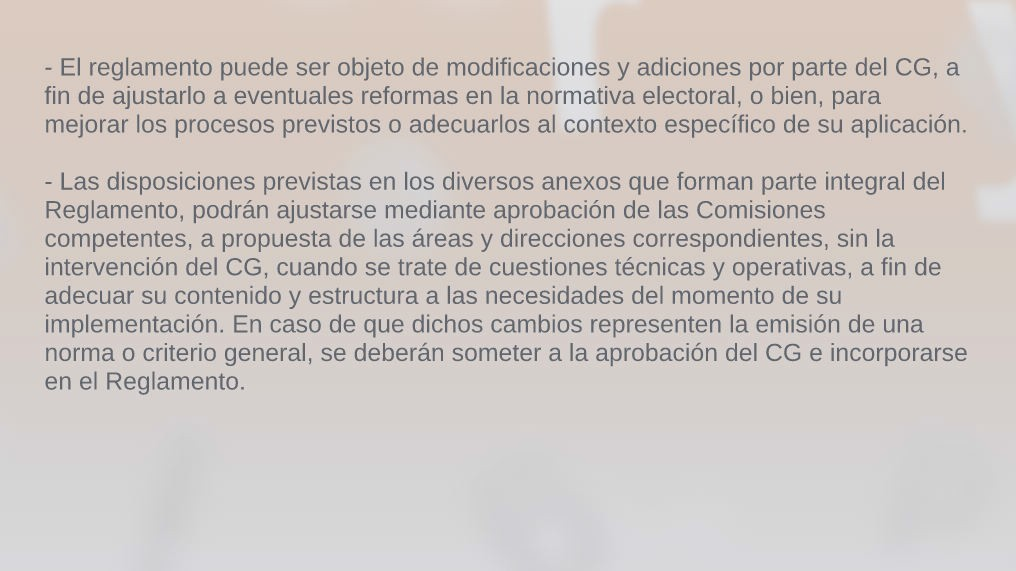 - El reglamento puede ser objeto de modificaciones y adiciones por parte del CG, a
fin de ajustarlo a eventuales reformas en la normativa electoral, o bien, para
mejorar los procesos previstos o adecuarlos al contexto específico de su aplicación.
- Las disposiciones previstas en los diversos anexos que forman parte integral del
Reglamento, podrán ajustarse mediante aprobación de las Comisiones
competentes, a propuesta de las áreas y direcciones correspondientes, sin la
intervención del CG, cuando se trate de cuestiones técnicas y operativas, a fin de
adecuar su contenido y estructura a las necesidades del momento de su
implementación. En caso de que dichos cambios representen la emisión de una
norma o criterio general, se deberán someter a la aprobación del CG e incorporarse
en el Reglamento.